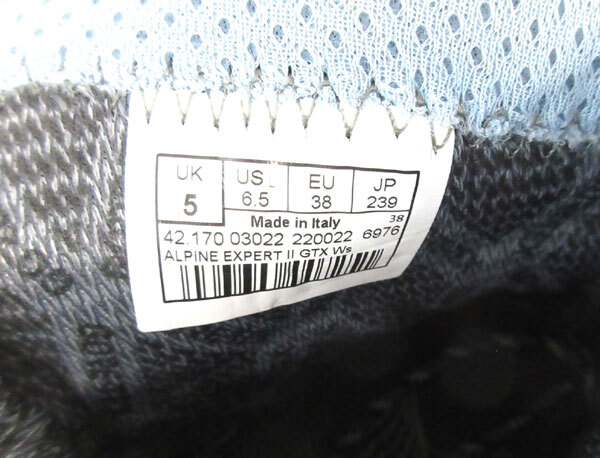 UK US L EU JP
5 6.5 38 239
Made in Italy 38
42.170 03022 220022 6976
ALPINE EXPERT II GTX Ws